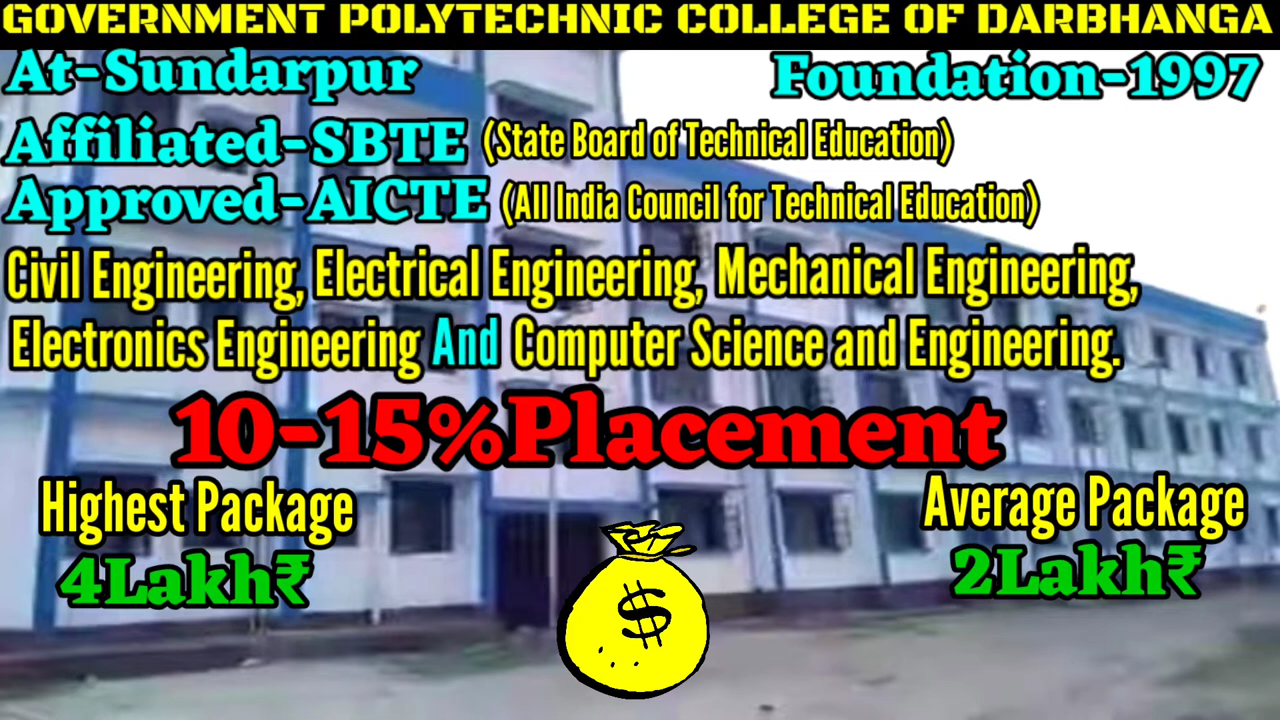 GOVERNMENT POLYTECHNIC COLLEGE OF DARBHANGA
At-Sundarpur
Foundation-1997
Affiliated-SBTE (State Board of Technical Education)
Approved-AICTE (All India Council for Technical Education)
Civil Engineering, Electrical Engineering, Mechanical Engineering,
Electronics Engineering And Computer Science and Engineering.
10-15%Placement
Highest Package
Average Package
4Lakh₹
2Lakh₹
$